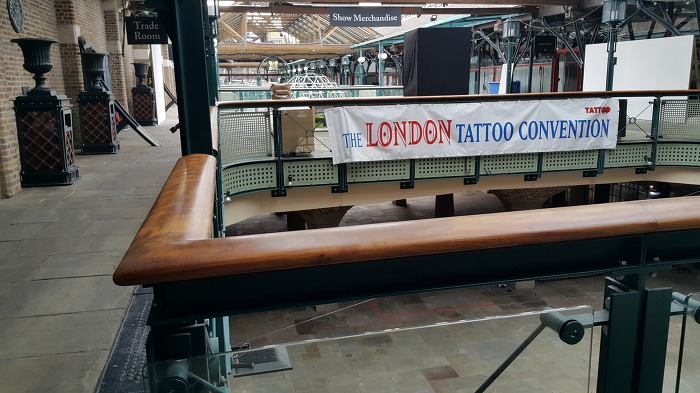 Trade
Room
Show Merchandise
TATTOO
THE LONDON TATTOO CONVENTION